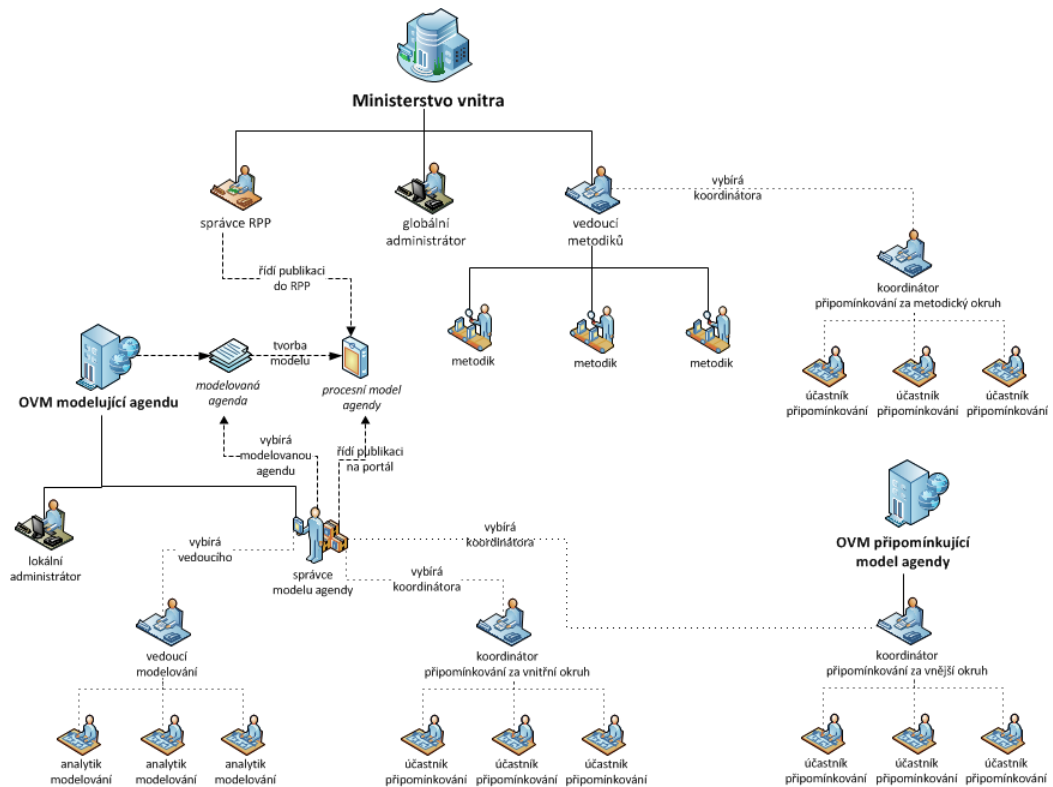 Ministerstvo vnitra
správce RPP
globální
administrátor
vedoucí
metodiků
vybírá
koordinátora
koordinátor
připomínkování za metodický okruh
řídí publikaci
do RPP
metodik
metodik
metodik
účastník
připomínkování
účastník
připomínkování
účastník
připomínkování
OVM modelující agendu
modelovaná
agenda
tvorba
modelu
procesní model
agendy
vybírá
modelovanou
agendu
řídí publikaci
na portál
lokální
administrátor
vybírá
vedoucího
správce
modelu agendy
vybírá
koordinátora
vybírá
koordinátora
OVM připomínkující
model agendy
vedoucí
modelování
koordinátor
připomínkování za vnitřní okruh
koordinátor
připomínkování za vnější okruh
analytik
modelování
analytik
modelování
analytik
modelování
účastník
připomínkování
účastník
připomínkování
účastník
připomínkování
účastník
připomínkování
účastník
připomínkování
účastník
připomínkování